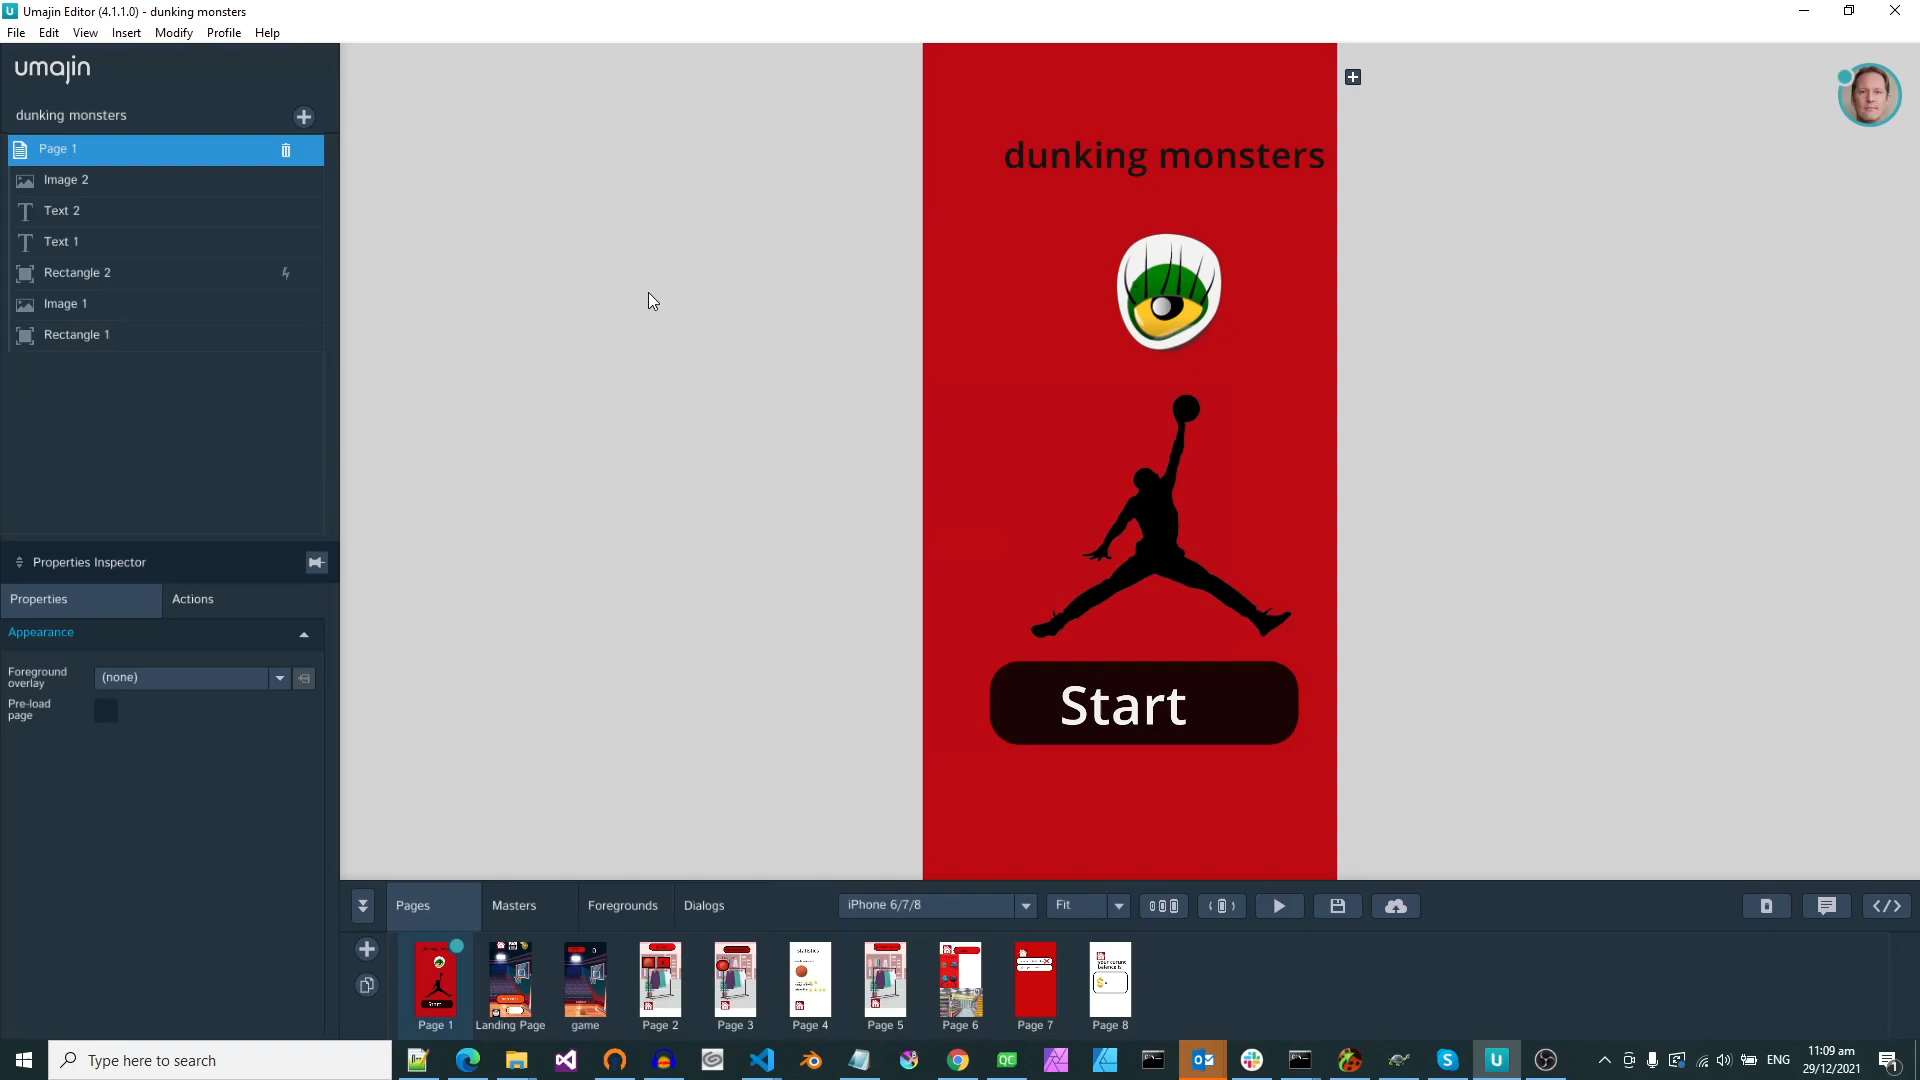 Umajin Editor (4.1.1.0) - dunking monsters
File Edit View Insert Modify Profile Help
umajin
dunking monsters
Page 1
Image 2
Text 2
Text 1
Rectangle 2
Image 1
Rectangle 1
Properties Inspector
Properties Actions
Appearance
Foreground
overlay
(none)
Pre-load
page
dunking monsters
Start
Pages Masters Foregrounds Dialogs iPhone 6/7/8 Fit
Page 1 Landing Page game Page 2 Page 3 Page 4 Page 5 Page 6 Page 7 Page 8
Type here to search
ENG
11:09 am
29/12/2021